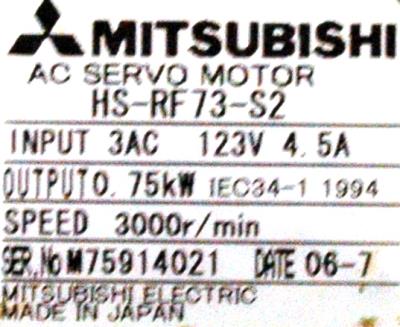 MITSUBISHI
AC SERVO MOTOR
HS-RF73-S2
INPUT 3AC 123V 4.5A
OUTPUT 0.75kW IEC34-1 1994
SPEED 3000r/min
SER.No M75914021 DATE 06-7
MITSUBISHI ELECTRIC
MADE IN JAPAN